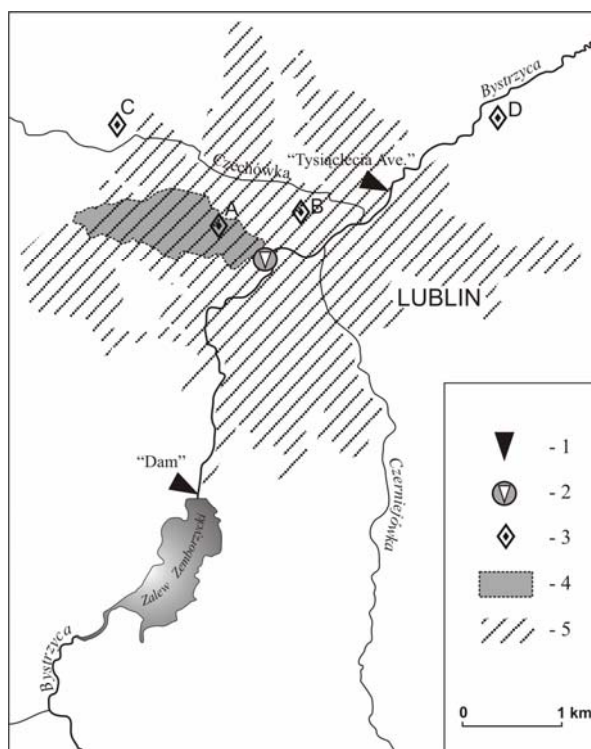 Bystrzyca
C
D
"Tysiąclecia Ave."
Czechówka
A
B
LUBLIN
"Dam"
Czerniejówka
Zalew Zemborzycki
Bystrzyca
- 1
- 2
- 3
- 4
- 5
0 1 km